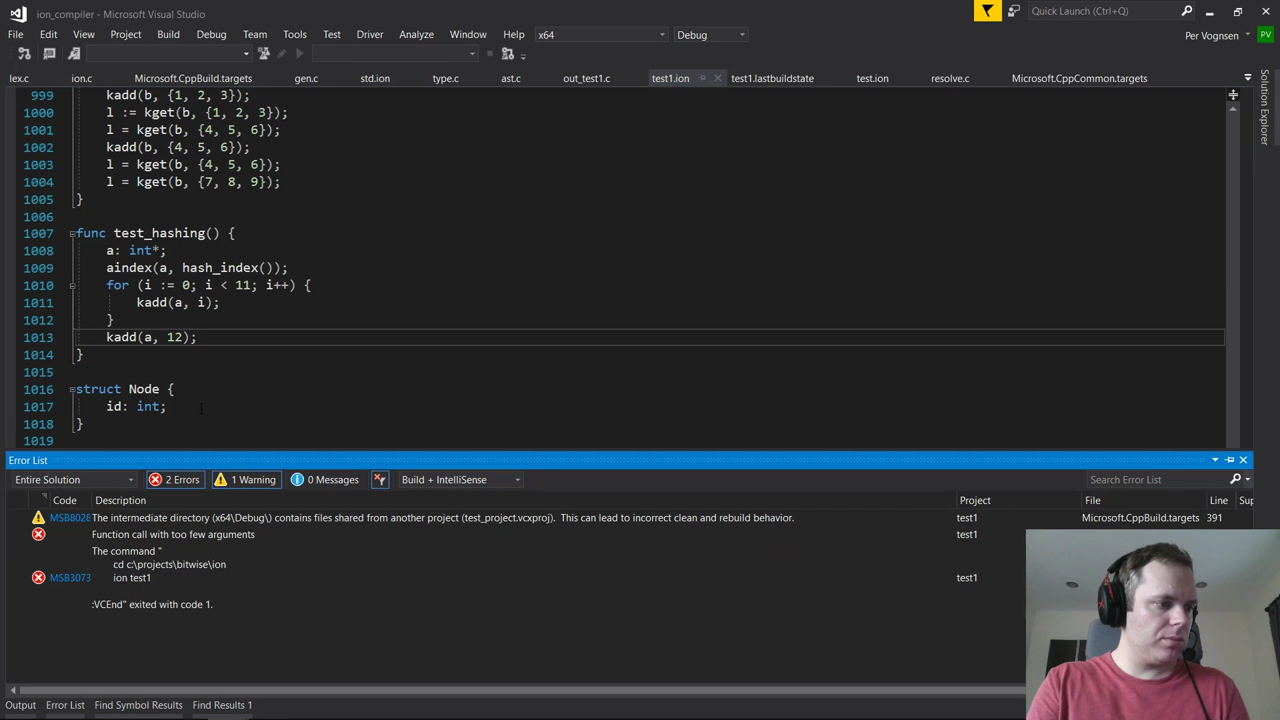 ion_compiler - Microsoft Visual Studio
Quick Launch (Ctrl+Q)
File Edit View Project Build Debug Team Tools Test Driver Analyze Window Help x64 Debug
Per Vognsen PV
lex.c ion.c Microsoft.CppBuild.targets gen.c std.ion type.c ast.c out_test1.c test1.ion test1.lastbuildstate test.ion resolve.c Microsoft.CppCommon.targets
Solution Explorer
999 kadd(b, {1, 2, 3});
1000 l := kget(b, {1, 2, 3});
1001 l = kget(b, {4, 5, 6});
1002 kadd(b, {4, 5, 6});
1003 l = kget(b, {4, 5, 6});
1004 l = kget(b, {7, 8, 9});
1005 }
1006
1007 func test_hashing() {
1008 a: int*;
1009 aindex(a, hash_index());
1010 for (i := 0; i < 11; i++) {
1011 kadd(a, i);
1012 }
1013 kadd(a, 12);
1014 }
1015
1016 struct Node {
1017 id: int;
1018 }
1019
Error List
Entire Solution 2 Errors 1 Warning 0 Messages Build + IntelliSense Search Error List
Code Description Project File Line Sup
MSB8028 The intermediate directory (x64\Debug\) contains files shared from another project (test_project.vcxproj). This can lead to incorrect clean and rebuild behavior. test1 Microsoft.CppBuild.targets 391
Function call with too few arguments test1
The command "
cd c:\projects\bitwise\ion
MSB3073 ion test1 test1
:VCEnd" exited with code 1.
Output Error List Find Symbol Results Find Results 1